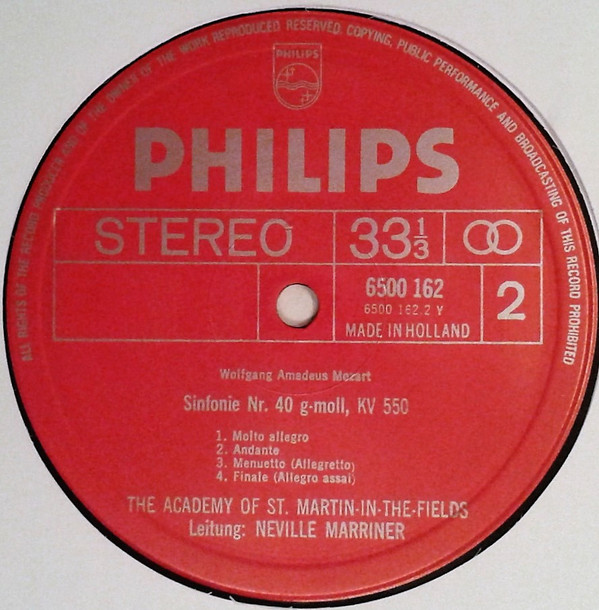 ALL RIGHTS OF THE RECORD PRODUCER AND OF THE OWNER OF THE WORK REPRODUCED RESERVED. COPYING, PUBLIC PERFORMANCE AND BROADCASTING OF THIS RECORD PROHIBITED
PHILIPS
PHILIPS
STEREO 33 1/3
6500 162 2
6500 162.2 Y
MADE IN HOLLAND
Wolfgang Amadeus Mozart
Sinfonie Nr. 40 g-moll, KV 550
1. Molto allegro
2. Andante
3. Menuetto (Allegretto)
4. Finale (Allegro assai)
THE ACADEMY OF ST. MARTIN-IN-THE-FIELDS
Leitung: NEVILLE MARRINER